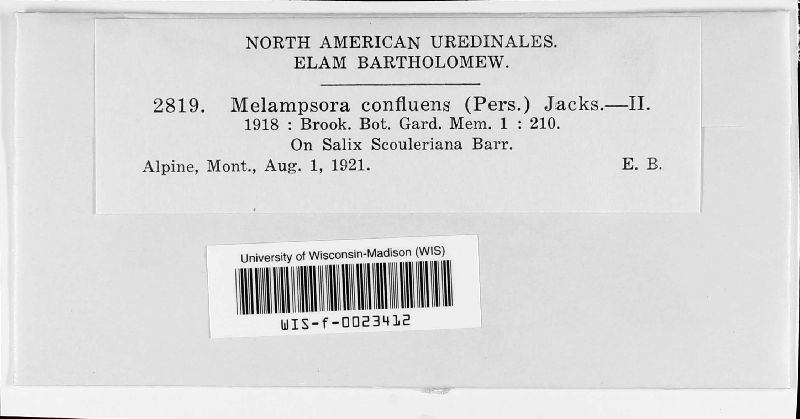 NORTH AMERICAN UREDINALES.
ELAM BARTHOLOMEW.
2819. Melampsora confluens (Pers.) Jacks.—II.
1918 : Brook. Bot. Gard. Mem. 1 : 210.
On Salix Scouleriana Barr.
Alpine, Mont., Aug. 1, 1921. E. B.
University of Wisconsin-Madison (WIS)
WIS-f-0023412